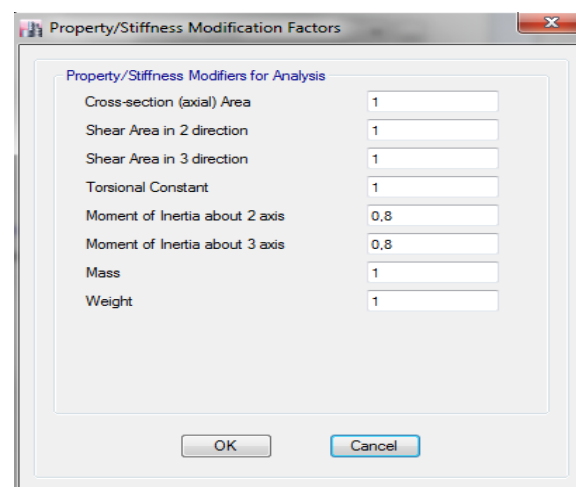 Property/Stiffness Modification Factors
Property/Stiffness Modifiers for Analysis
Cross-section (axial) Area 1
Shear Area in 2 direction 1
Shear Area in 3 direction 1
Torsional Constant 1
Moment of Inertia about 2 axis 0,8
Moment of Inertia about 3 axis 0,8
Mass 1
Weight 1
OK Cancel